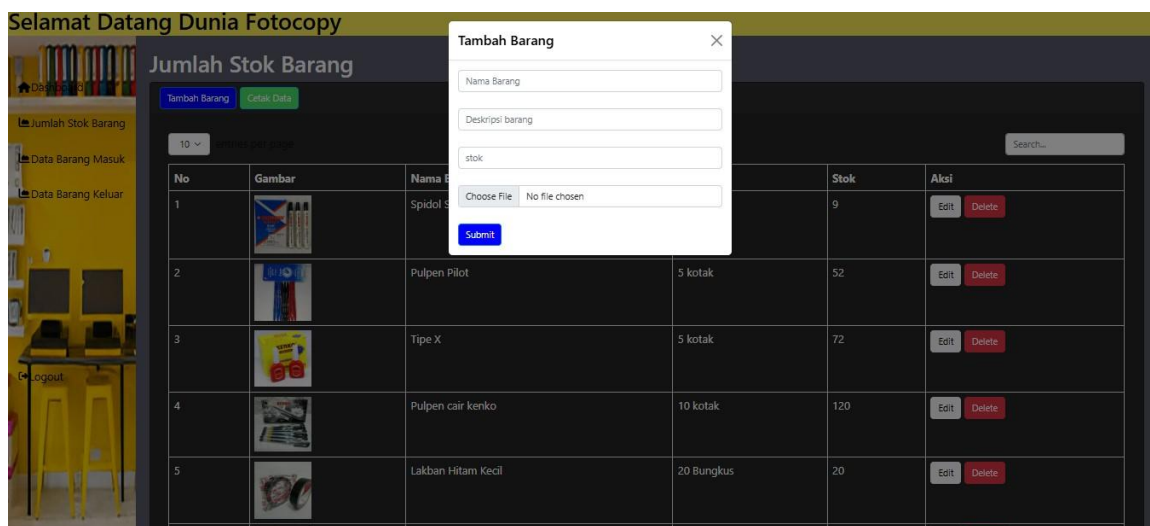 Selamat Datang Dunia Fotocopy
Tambah Barang
Nama Barang
Deskripsi barang
stok
Choose File No file chosen
Submit
Dashboard
Jumlah Stok Barang
Data Barang Masuk
Data Barang Keluar
Logout
Jumlah Stok Barang
Tambah Barang Cetak Data
10 entries per page Search...
No Gambar Nama Stok Aksi
1 Spidol 9 Edit Delete
2 Pulpen Pilot 5 kotak 52 Edit Delete
3 Tipe X 5 kotak 72 Edit Delete
4 Pulpen cair kenko 10 kotak 120 Edit Delete
5 Lakban Hitam Kecil 20 Bungkus 20 Edit Delete